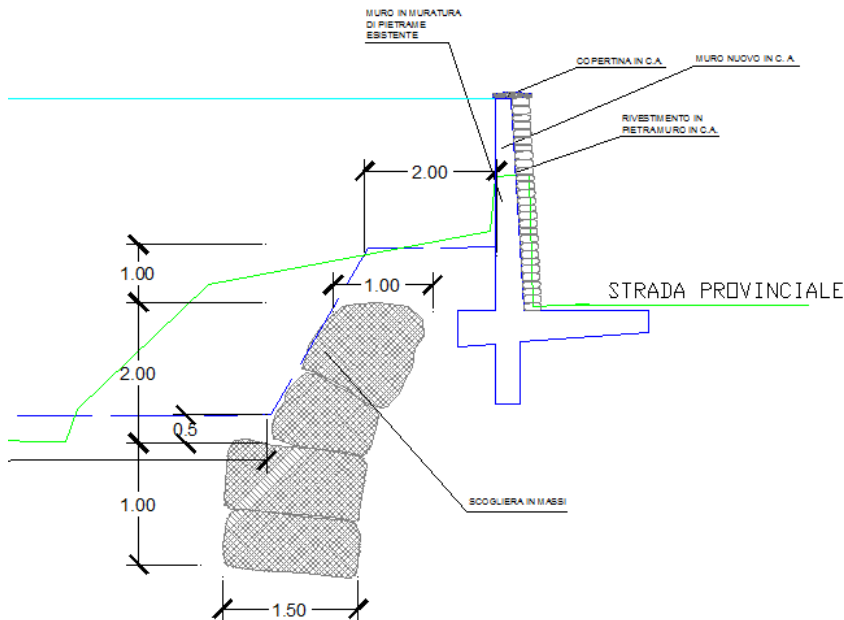 MURO IN MURATURA
DI PIETRAME
ESISTENTE
COPERTINA IN C.A.
MURO NUOVO IN C. A.
RIVESTIMENTO IN
PIETRAMURO IN C.A.
2.00
1.00
1.00
STRADA PROVINCIALE
2.00
0.5
1.00
SCOGLIERA IN MASSI
1.50